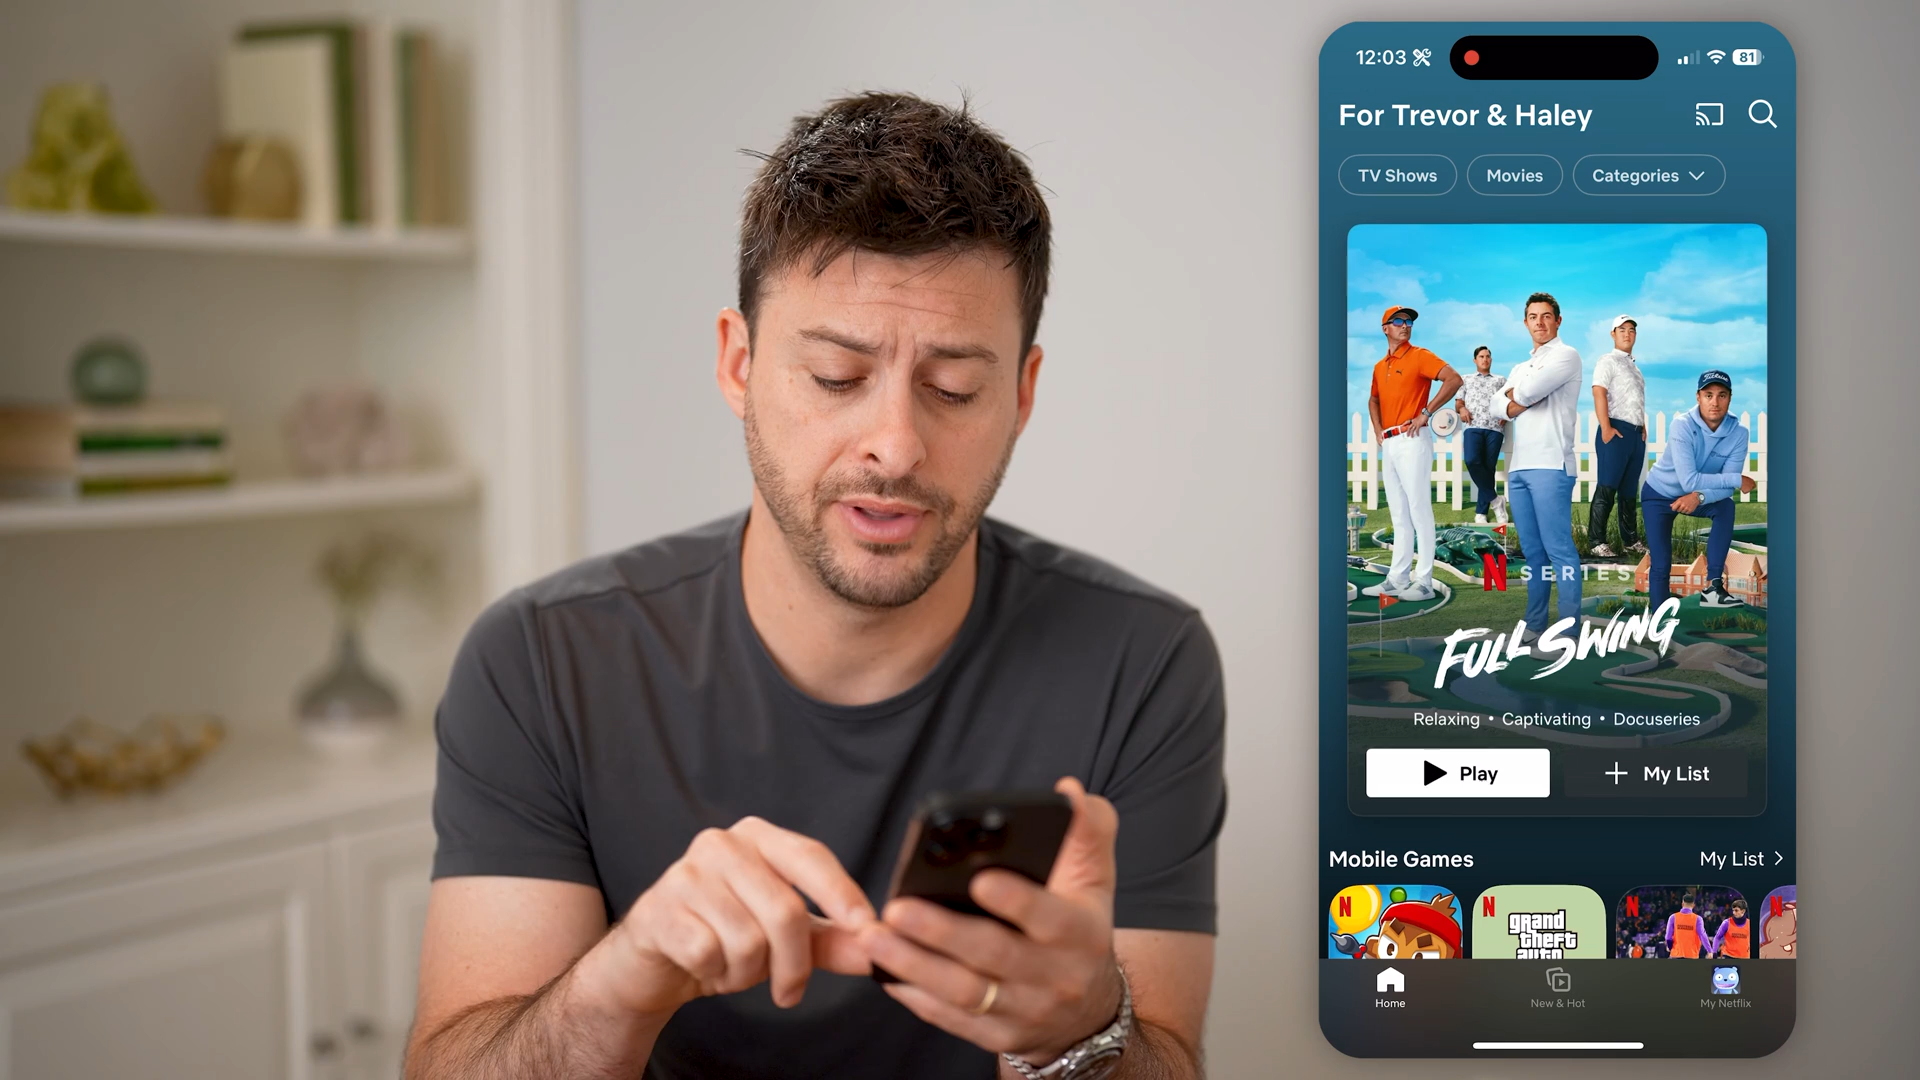 12:03
81
For Trevor & Haley
TV Shows
Movies
Categories
N SERIES
FULL SWING
Relaxing • Captivating • Docuseries
Play
My List
Mobile Games
My List
N
N
N
N
grand
theft
auto
Home
New & Hot
My Netflix